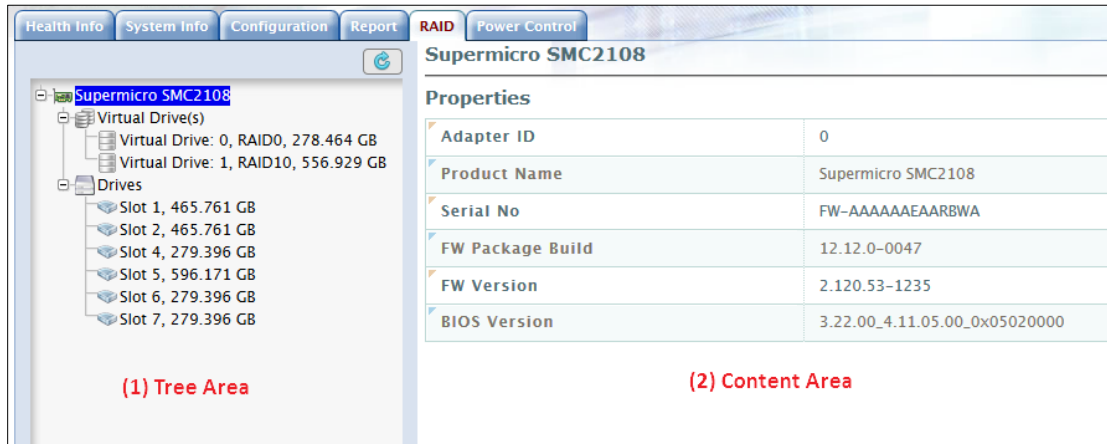 Health Info System Info Configuration Report RAID Power Control
Supermicro SMC2108
Virtual Drive(s)
Virtual Drive: 0, RAID0, 278.464 GB
Virtual Drive: 1, RAID10, 556.929 GB
Drives
Slot 1, 465.761 GB
Slot 2, 465.761 GB
Slot 4, 279.396 GB
Slot 5, 596.171 GB
Slot 6, 279.396 GB
Slot 7, 279.396 GB
(1) Tree Area
Supermicro SMC2108
Properties
Adapter ID 0
Product Name Supermicro SMC2108
Serial No FW-AAAAAAEAARBWA
FW Package Build 12.12.0-0047
FW Version 2.120.53-1235
BIOS Version 3.22.00_4.11.05.00_0x05020000
(2) Content Area